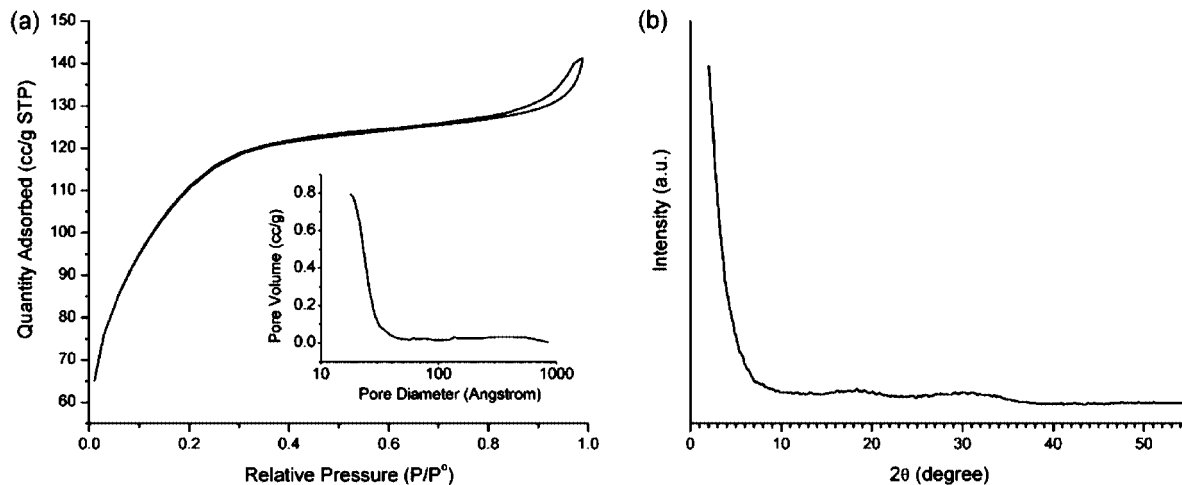 (a)
150
140
130
120
110
100
90
80
70
60
Quantity Adsorbed (cc/g STP)
0.0 0.2 0.4 0.6 0.8 1.0
Relative Pressure (P/P°)
0.8
0.6
0.4
0.2
0.0
Pore Volume (cc/g)
10 100 1000
Pore Diameter (Angstrom)
(b)
Intensity (a.u.)
0 10 20 30 40 50
2θ (degree)